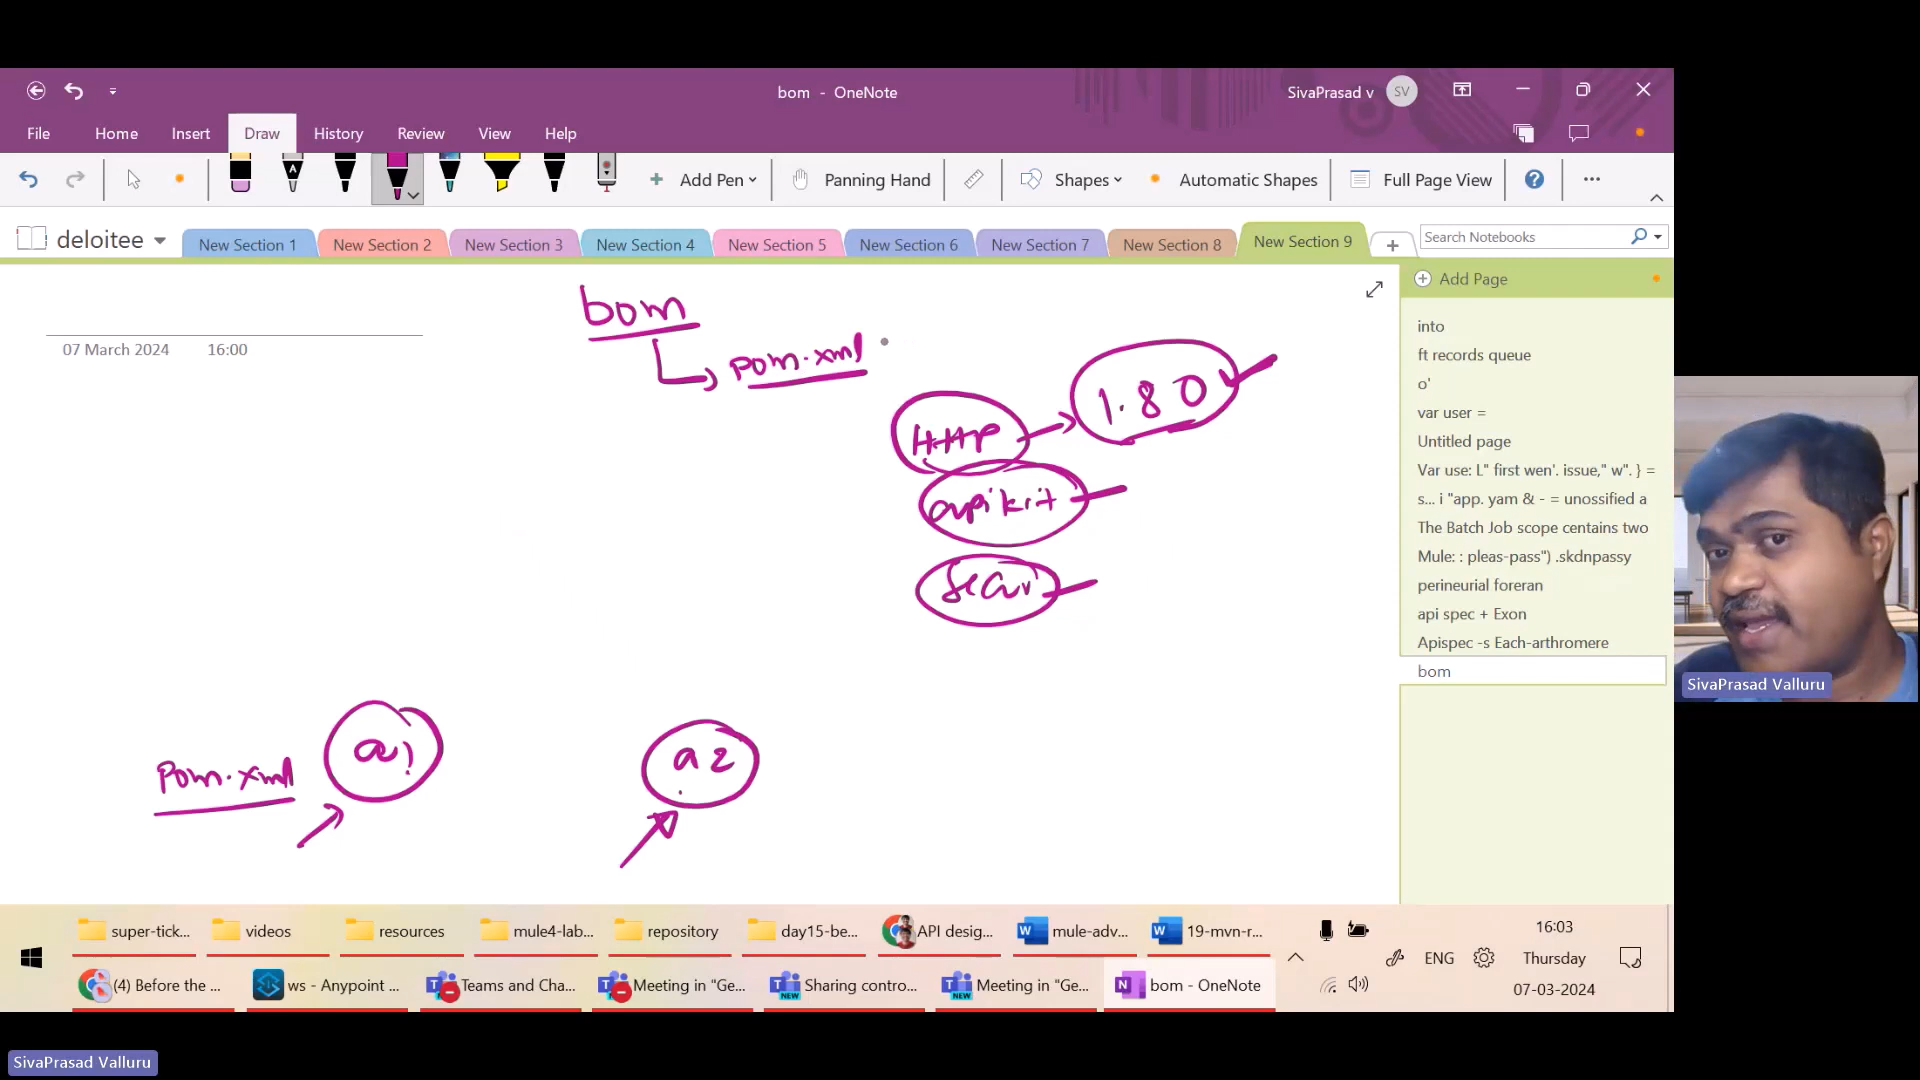 bom - OneNote
SivaPrasad v
SV
File
Home
Insert
Draw
History
Review
View
Help
Add Pen
Panning Hand
Shapes
Automatic Shapes
Full Page View
deloitee
New Section 1
New Section 2
New Section 3
New Section 4
New Section 5
New Section 6
New Section 7
New Section 8
New Section 9
Search Notebooks
Add Page
into
ft records queue
o'
var user =
Untitled page
Var use: L" first wen'. issue," w". } =
s... i "app. yam & - = unossified a
The Batch Job scope centains two
Mule: : pleas-pass") .skdnpassy
perineurial foreran
api spec + Exon
Apispec -s Each-arthromere
bom
07 March 2024
16:00
bom
pom.xml
HTTP
1.80
apikit
pom.xml
a1
a2
SivaPrasad Valluru
super-tick...
videos
resources
mule4-lab...
repository
day15-be...
API desig...
mule-adv...
19-mvn-r...
(4) Before the ...
ws - Anypoint ...
Teams and Cha...
Meeting in "Ge...
Sharing contro...
Meeting in "Ge...
bom - OneNote
ENG
16:03
Thursday
07-03-2024
SivaPrasad Valluru